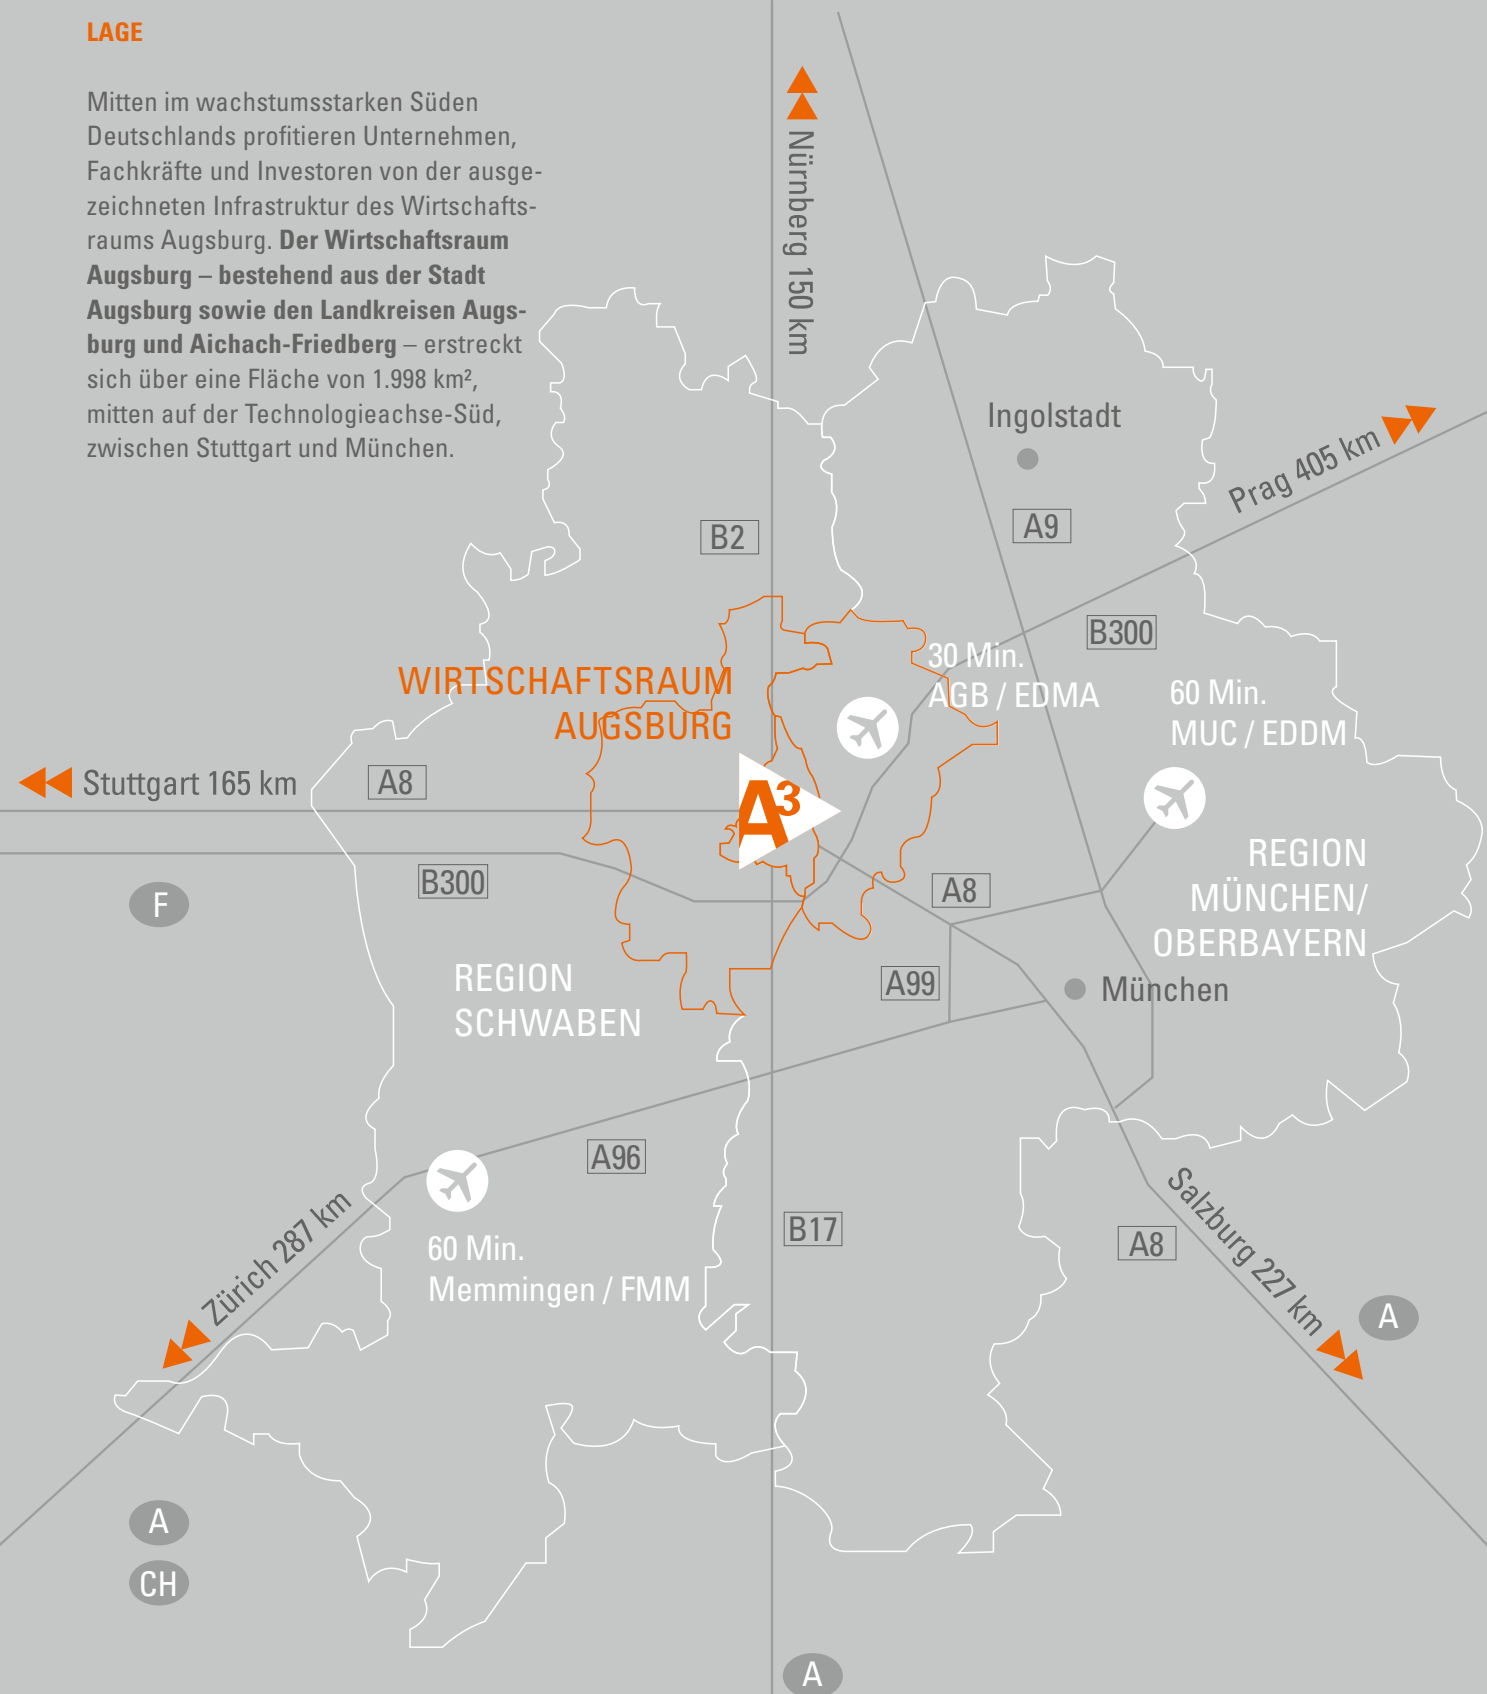 LAGE
Mitten im wachstumsstarken Süden
Deutschlands profitieren Unternehmen,
Fachkräfte und Investoren von der ausge-
zeichneten Infrastruktur des Wirtschafts-
raums Augsburg. Der Wirtschaftsraum
Augsburg – bestehend aus der Stadt
Augsburg sowie den Landkreisen Augs-
burg und Aichach-Friedberg – erstreckt
sich über eine Fläche von 1.998 km²,
mitten auf der Technologieachse-Süd,
zwischen Stuttgart und München.
Nürnberg 150 km
Ingolstadt
Prag 405 km
A9
B2
B300
30 Min.
AGB / EDMA
WIRTSCHAFTSRAUM
AUGSBURG
60 Min.
MUC / EDDM
Stuttgart 165 km
A8
A³
REGION
MÜNCHEN/
OBERBAYERN
B300
A8
F
REGION
SCHWABEN
A99
München
A96
Zürich 287 km
60 Min.
Memmingen / FMM
B17
A8
Salzburg 227 km
A
A
CH
A